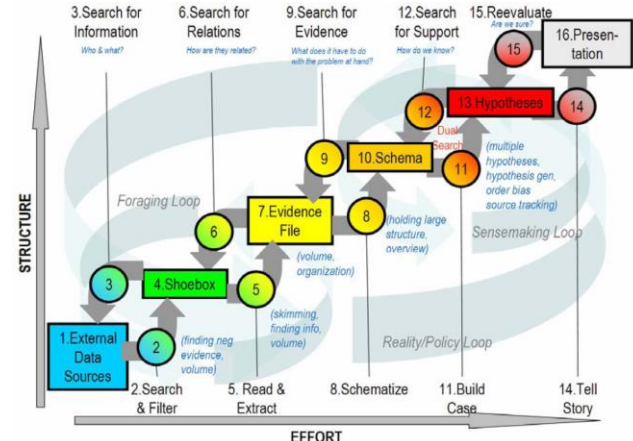 3.Search for
Information
Who & what?
6.Search for
Relations
How are they related?
9.Search for
Evidence
What does it have to do
with the problem at hand?
12.Search
for Support
How do we know?
15.Reevaluate
Are we sure?
15
16.Presen-
tation
12
13.Hypotheses
14
Dual
Search
9
10.Schema
11
(multiple
hypotheses,
hypothesis gen,
order bias
source tracking)
Foraging Loop
6
7.Evidence
File
8
(holding large
structure,
overview)
Sensemaking Loop
(volume,
organization)
3
4.Shoebox
5
(skimming,
finding info,
volume)
1.External
Data
Sources
2
(finding neg
evidence,
volume)
Reality/Policy Loop
2.Search
& Filter
5. Read &
Extract
8.Schematize
11.Build
Case
14.Tell
Story
STRUCTURE
EFFORT